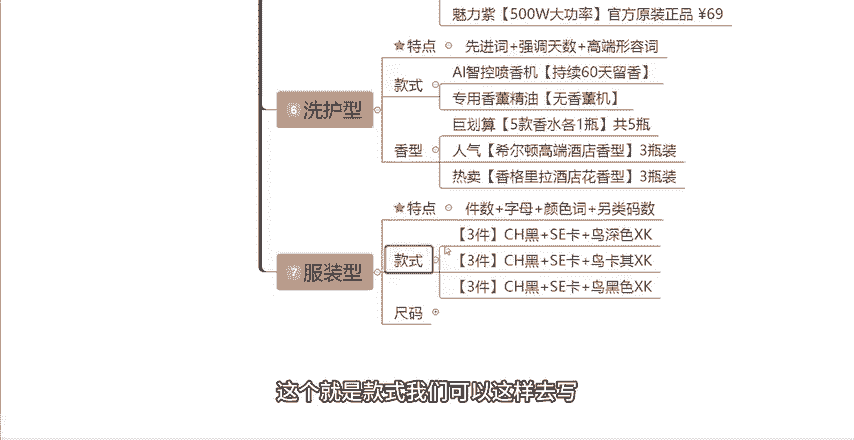 魅力紫【500W大功率】官方原装正品 ¥69
特点
先进词+强调天数+高端形容词
AI智控喷香机【持续60天留香】
款式
专用香薰精油【无香薰机】
6 洗护型
巨划算【5款香水各1瓶】共5瓶
香型
人气【希尔顿高端酒店香型】3瓶装
热卖【香格里拉酒店花香型】3瓶装
特点
件数+字母+颜色词+另类码数
【3件】CH黑+SE卡+鸟深色XK
款式
【3件】CH黑+SE卡+鸟卡其XK
7 服装型
【3件】CH黑+SE卡+鸟黑色XK
尺码
这个就是款式我们可以这样去写